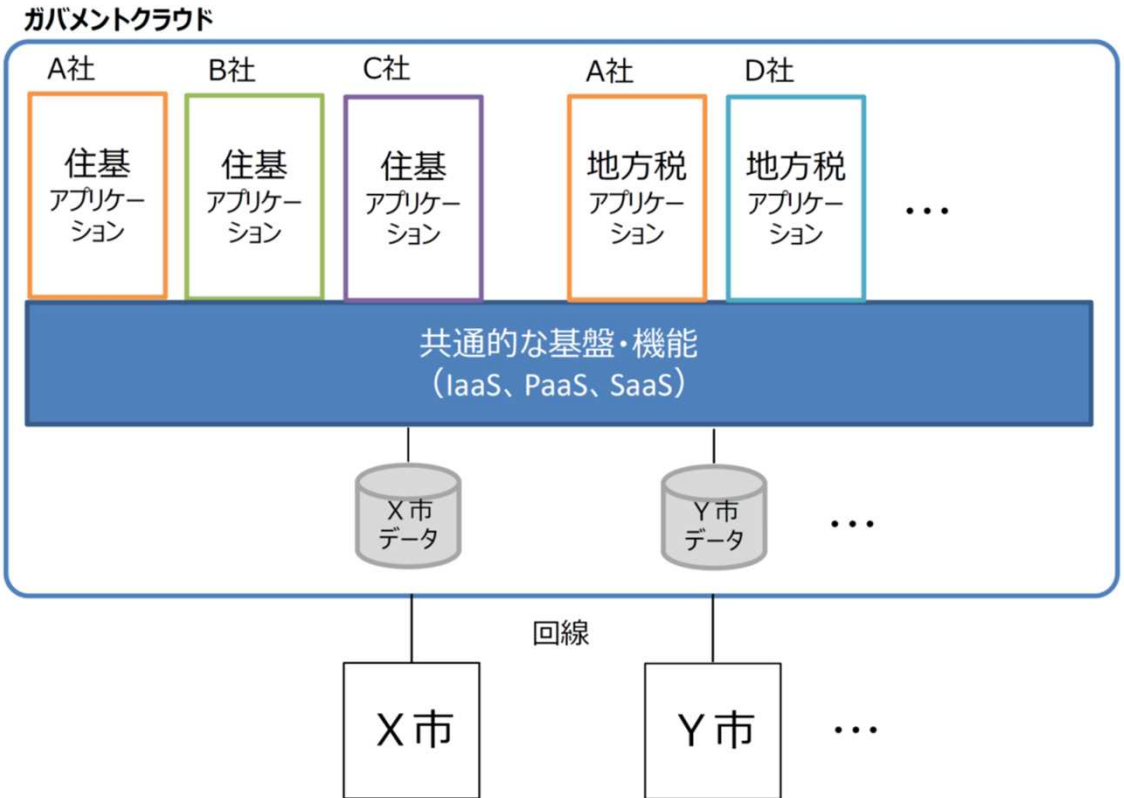 ガバメントクラウド
A社
B社
C社
A社
D社
住基
アプリケー
ション
住基
アプリケー
ション
住基
アプリケー
ション
地方税
アプリケー
ション
地方税
アプリケー
ション
･･･
共通的な基盤･機能
（IaaS、PaaS、SaaS）
X市
データ
Y市
データ
･･･
回線
X市
Y市
･･･